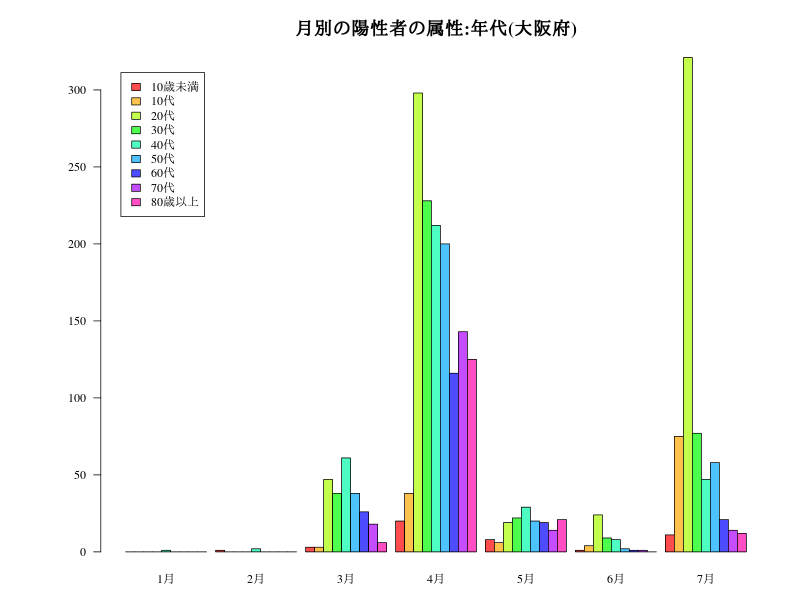 月別の陽性者の属性:年代(大阪府)
10歳未満
10代
20代
30代
40代
50代
60代
70代
80歳以上
300
250
200
150
100
50
0
1月 2月 3月 4月 5月 6月 7月